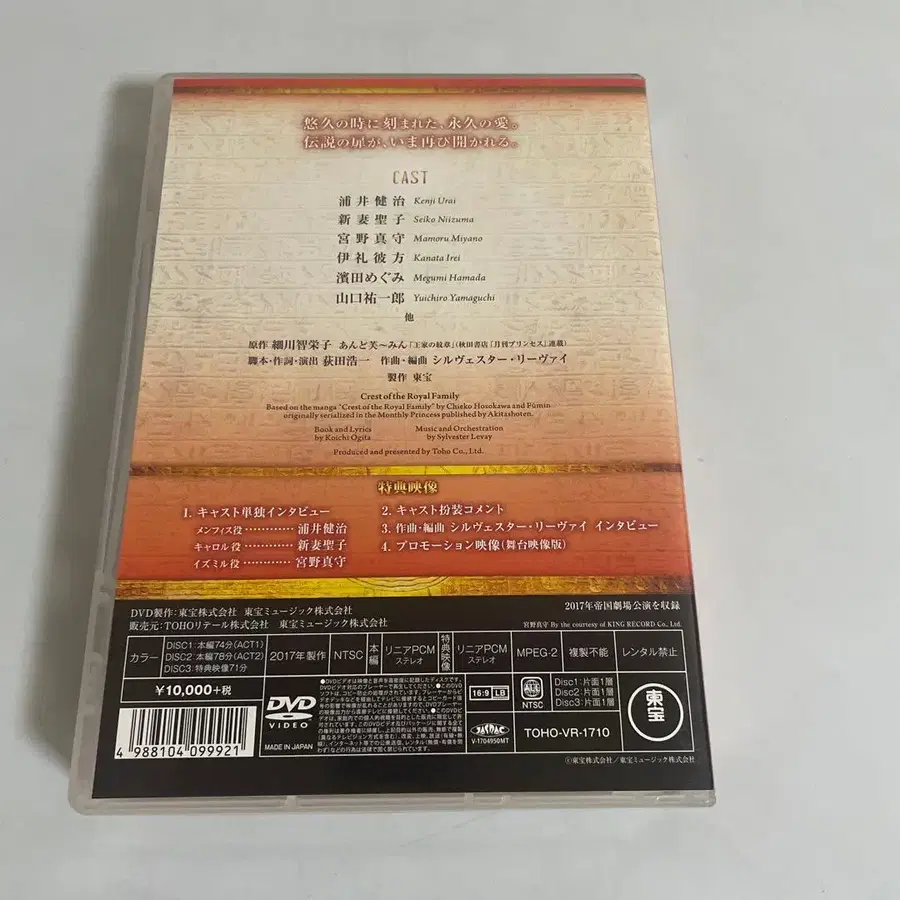 悠久の時に刻まれた、永久の愛。
伝説の扉が、いま再び開かれる。
CAST
浦井健治 Kenji Urai
新妻聖子 Seiko Niizuma
宮野真守 Mamoru Miyano
伊礼彼方 Kanata Irei
濱田めぐみ Megumi Hamada
山口祐一郎 Yuichiro Yamaguchi
他
原作 細川智栄子 あんど芙〜みん「王家の紋章」(秋田書店「月刊プリンセス」連載)
脚本・作詞・演出 荻田浩一 作曲・編曲 シルヴェスター・リーヴァイ
製作 東宝
Crest of the Royal Family
Based on the manga "Crest of the Royal Family" by Chieko Hosokawa and Fūmin
originally serialized in the Monthly Princess published by Akitashoten.
Book and Lyrics Music and Orchestration
by Koichi Ogita by Sylvester Levay
Produced and presented by Toho Co., Ltd.
特典映像
1. キャスト単独インタビュー
メンフィス役 ………… 浦井健治
キャロル役 ………… 新妻聖子
イズミル役 ………… 宮野真守
2. キャスト扮装コメント
3. 作曲・編曲 シルヴェスター・リーヴァイ インタビュー
4. プロモーション映像(舞台映像版)
DVD製作：東宝株式会社 東宝ミュージック株式会社
販売元：TOHOリテール株式会社 東宝ミュージック株式会社
2017年帝国劇場公演を収録
宮野真守 By the courtesy of KING RECORD Co., Ltd.
カラー
DISC1：本編74分(ACT1)
DISC2：本編78分(ACT2)
DISC3：特典映像71分
2017年製作
NTSC
本編
リニアPCM
ステレオ
特典映像
リニアPCM
ステレオ
MPEG-2
複製不能
レンタル禁止
¥10,000+税
4 988104 099921
DVD
VIDEO
MADE IN JAPAN
16:9 LB
ALL
NTSC
Disc1：片面1層
Disc2：片面1層
Disc3：片面1層
JASRAC
V-1704950MT
TOHO-VR-1710
東宝
©東宝株式会社／東宝ミュージック株式会社